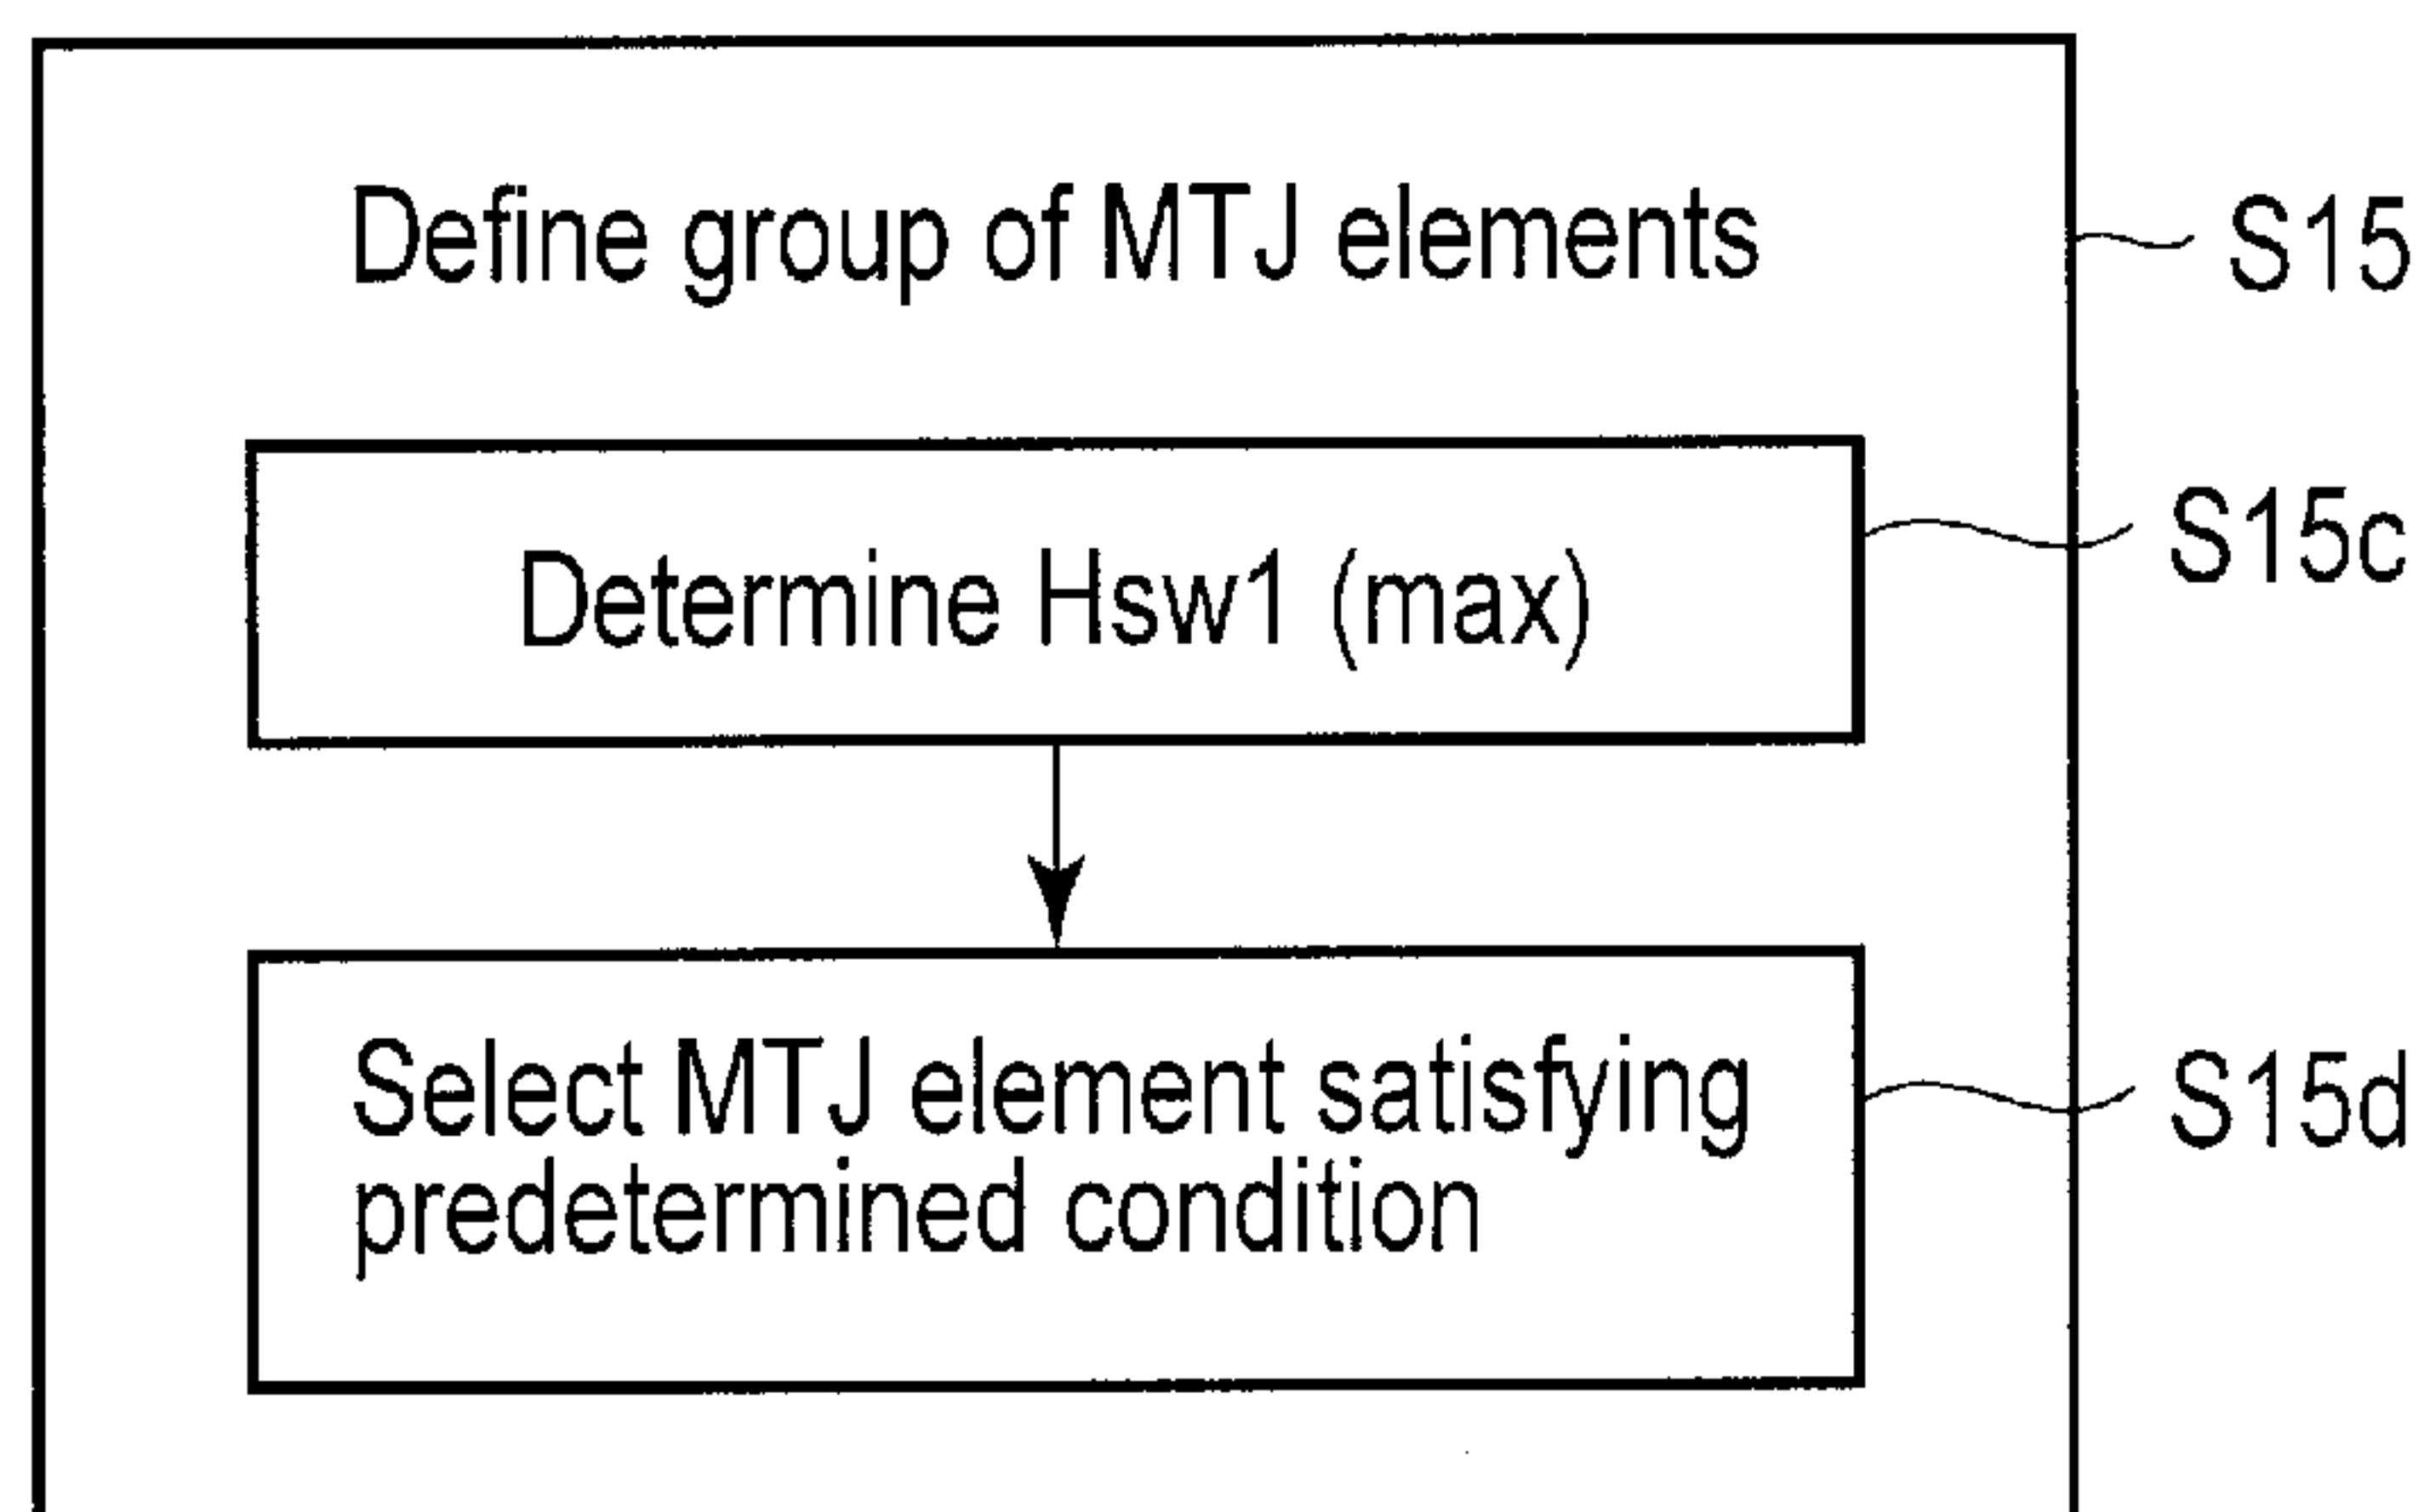 Define group of MTJ elements
S15
Determine Hsw1 (max)
S15c
Select MTJ element satisfying
predetermined condition
S15d